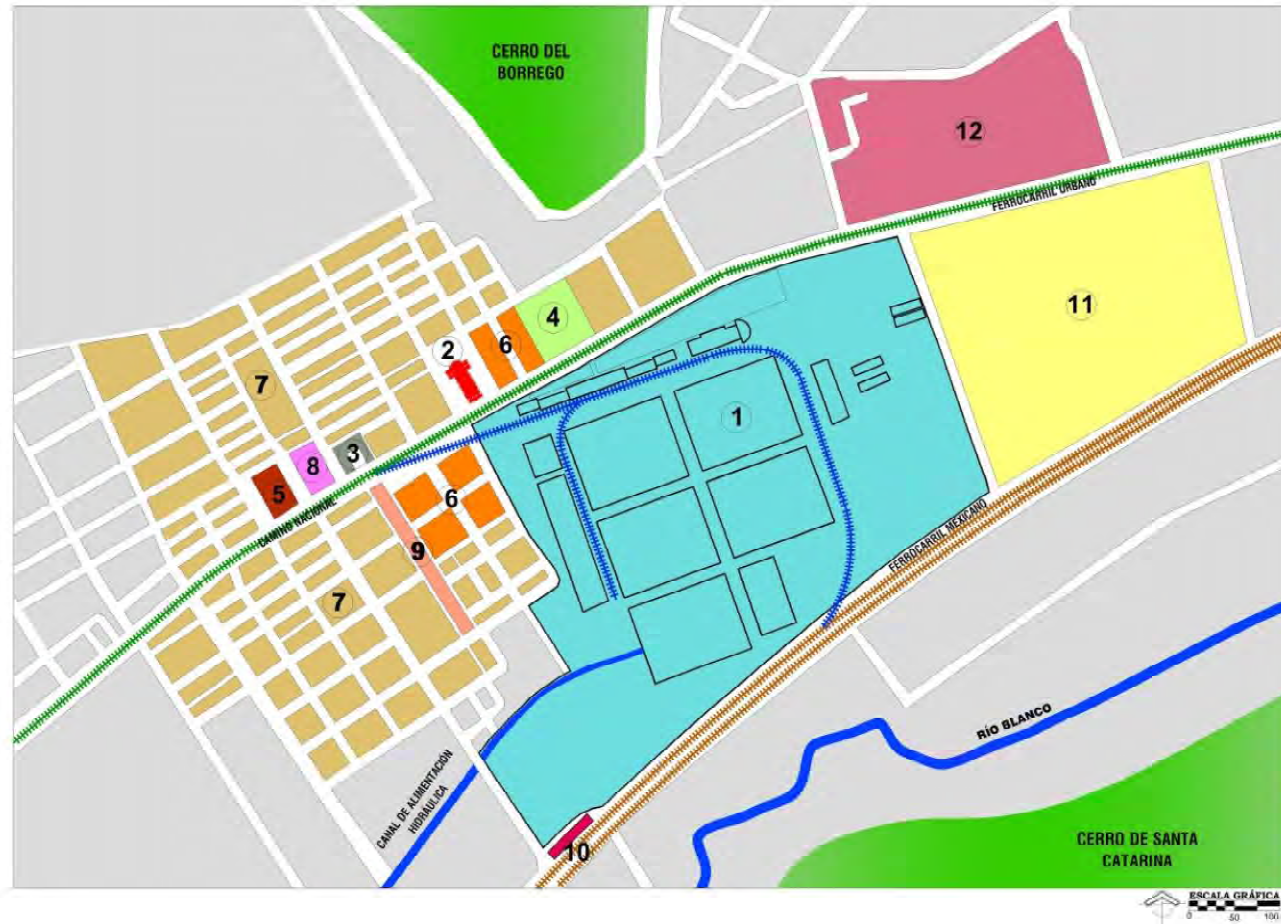 CERRO DEL
BORREGO
12
FERROCARRIL URBANO
11
4
2
6
7
1
3
8
5
6
CAMINO NACIONAL
9
FERROCARRIL MEXICANO
7
RÍO BLANCO
CANAL DE ALIMENTACIÓN
HIDRÁULICA
10
CERRO DE SANTA
CATARINA
ESCALA GRÁFICA
0 50 100